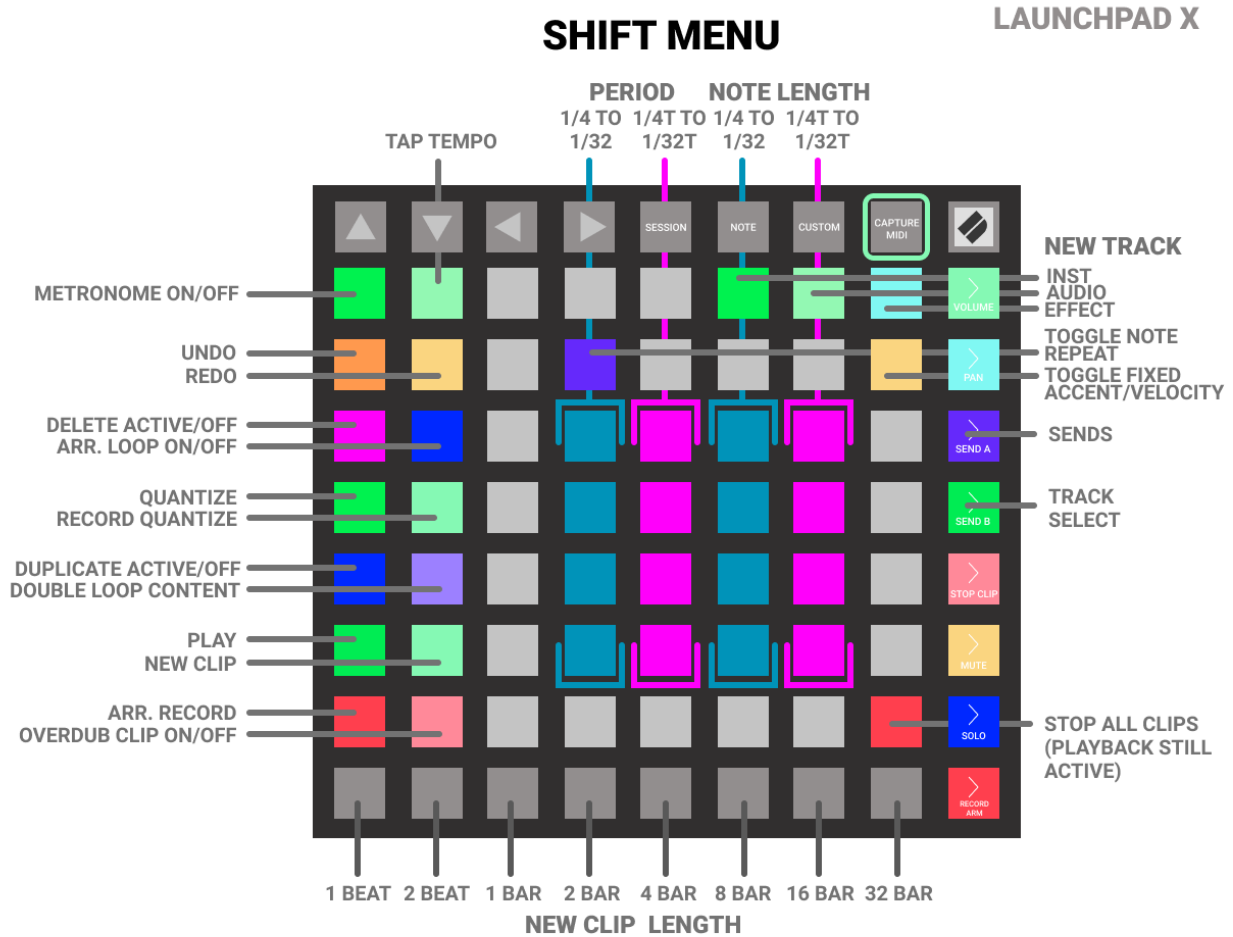 SHIFT MENU
LAUNCHPAD X
PERIOD
NOTE LENGTH
1/4 TO 1/32
1/4T TO 1/32T
1/4 TO 1/32
1/4T TO 1/32T
TAP TEMPO
SESSION
NOTE
CUSTOM
CAPTURE
MIDI
NEW TRACK
INST
AUDIO
EFFECT
METRONOME ON/OFF
VOLUME
UNDO
REDO
TOGGLE NOTE
REPEAT
PAN
TOGGLE FIXED
ACCENT/VELOCITY
DELETE ACTIVE/OFF
ARR. LOOP ON/OFF
SEND A
SENDS
QUANTIZE
RECORD QUANTIZE
SEND B
TRACK
SELECT
DUPLICATE ACTIVE/OFF
DOUBLE LOOP CONTENT
STOP CLIP
PLAY
NEW CLIP
MUTE
ARR. RECORD
OVERDUB CLIP ON/OFF
SOLO
STOP ALL CLIPS
(PLAYBACK STILL
ACTIVE)
RECORD
ARM
1 BEAT
2 BEAT
1 BAR
2 BAR
4 BAR
8 BAR
16 BAR
32 BAR
NEW CLIP LENGTH